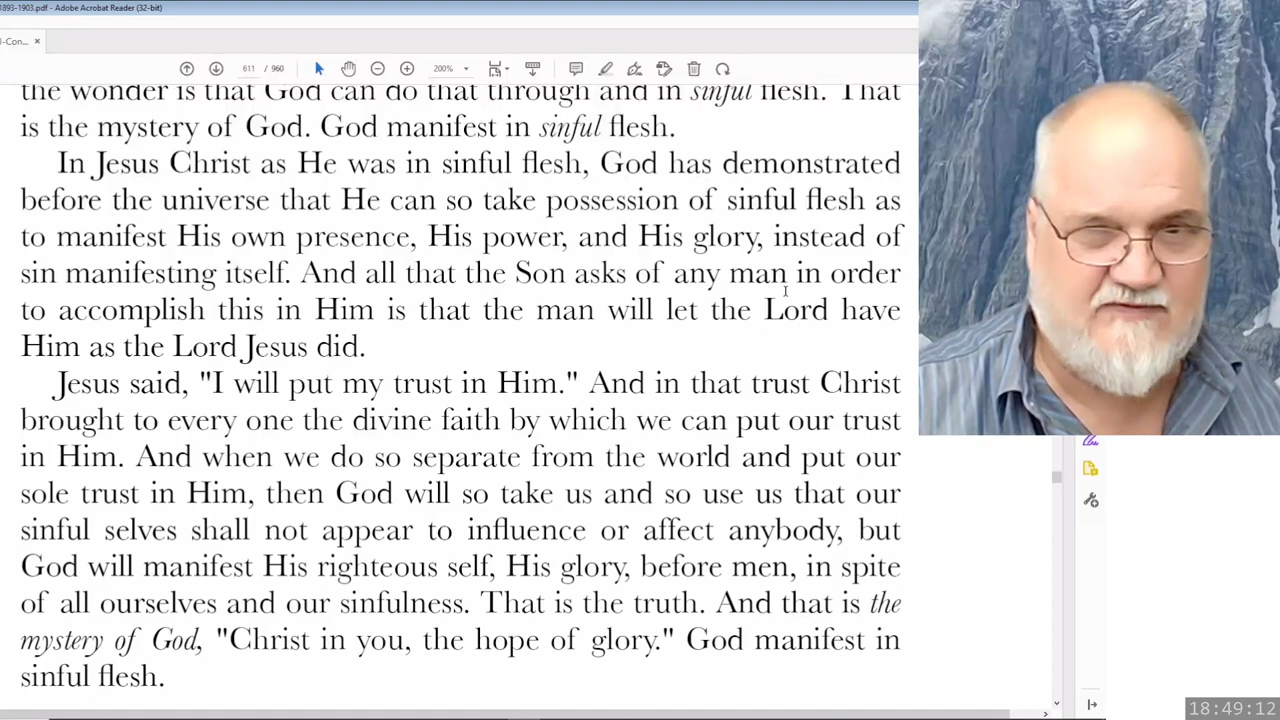 1893-1903.pdf - Adobe Acrobat Reader (32-bit)
l-Con... ×
611 / 960
200%
the wonder is that God can do that through and in sinful flesh. That
is the mystery of God. God manifest in sinful flesh.
In Jesus Christ as He was in sinful flesh, God has demonstrated
before the universe that He can so take possession of sinful flesh as
to manifest His own presence, His power, and His glory, instead of
sin manifesting itself. And all that the Son asks of any man in order
to accomplish this in Him is that the man will let the Lord have
Him as the Lord Jesus did.
Jesus said, "I will put my trust in Him." And in that trust Christ
brought to every one the divine faith by which we can put our trust
in Him. And when we do so separate from the world and put our
sole trust in Him, then God will so take us and so use us that our
sinful selves shall not appear to influence or affect anybody, but
God will manifest His righteous self, His glory, before men, in spite
of all ourselves and our sinfulness. That is the truth. And that is the
mystery of God, "Christ in you, the hope of glory." God manifest in
sinful flesh.
18:49:12